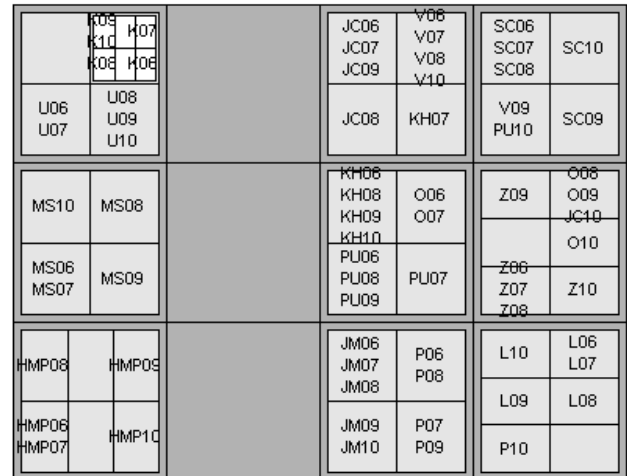 K09
K10
K07
K08
K06
U06
U07
U08
U09
U10
JC06
JC07
JC09
V06
V07
V08
V10
JC08
KH07
SC06
SC07
SC08
SC10
V09
PU10
SC09
MS10
MS08
MS06
MS07
MS09
KH06
KH08
KH09
KH10
O06
O07
PU06
PU08
PU09
PU07
Z09
O08
O09
JC10
O10
Z06
Z07
Z08
Z10
HMP08
HMP09
HMP06
HMP07
HMP10
JM06
JM07
JM08
P06
P08
JM09
JM10
P07
P09
L10
L06
L07
L09
L08
P10